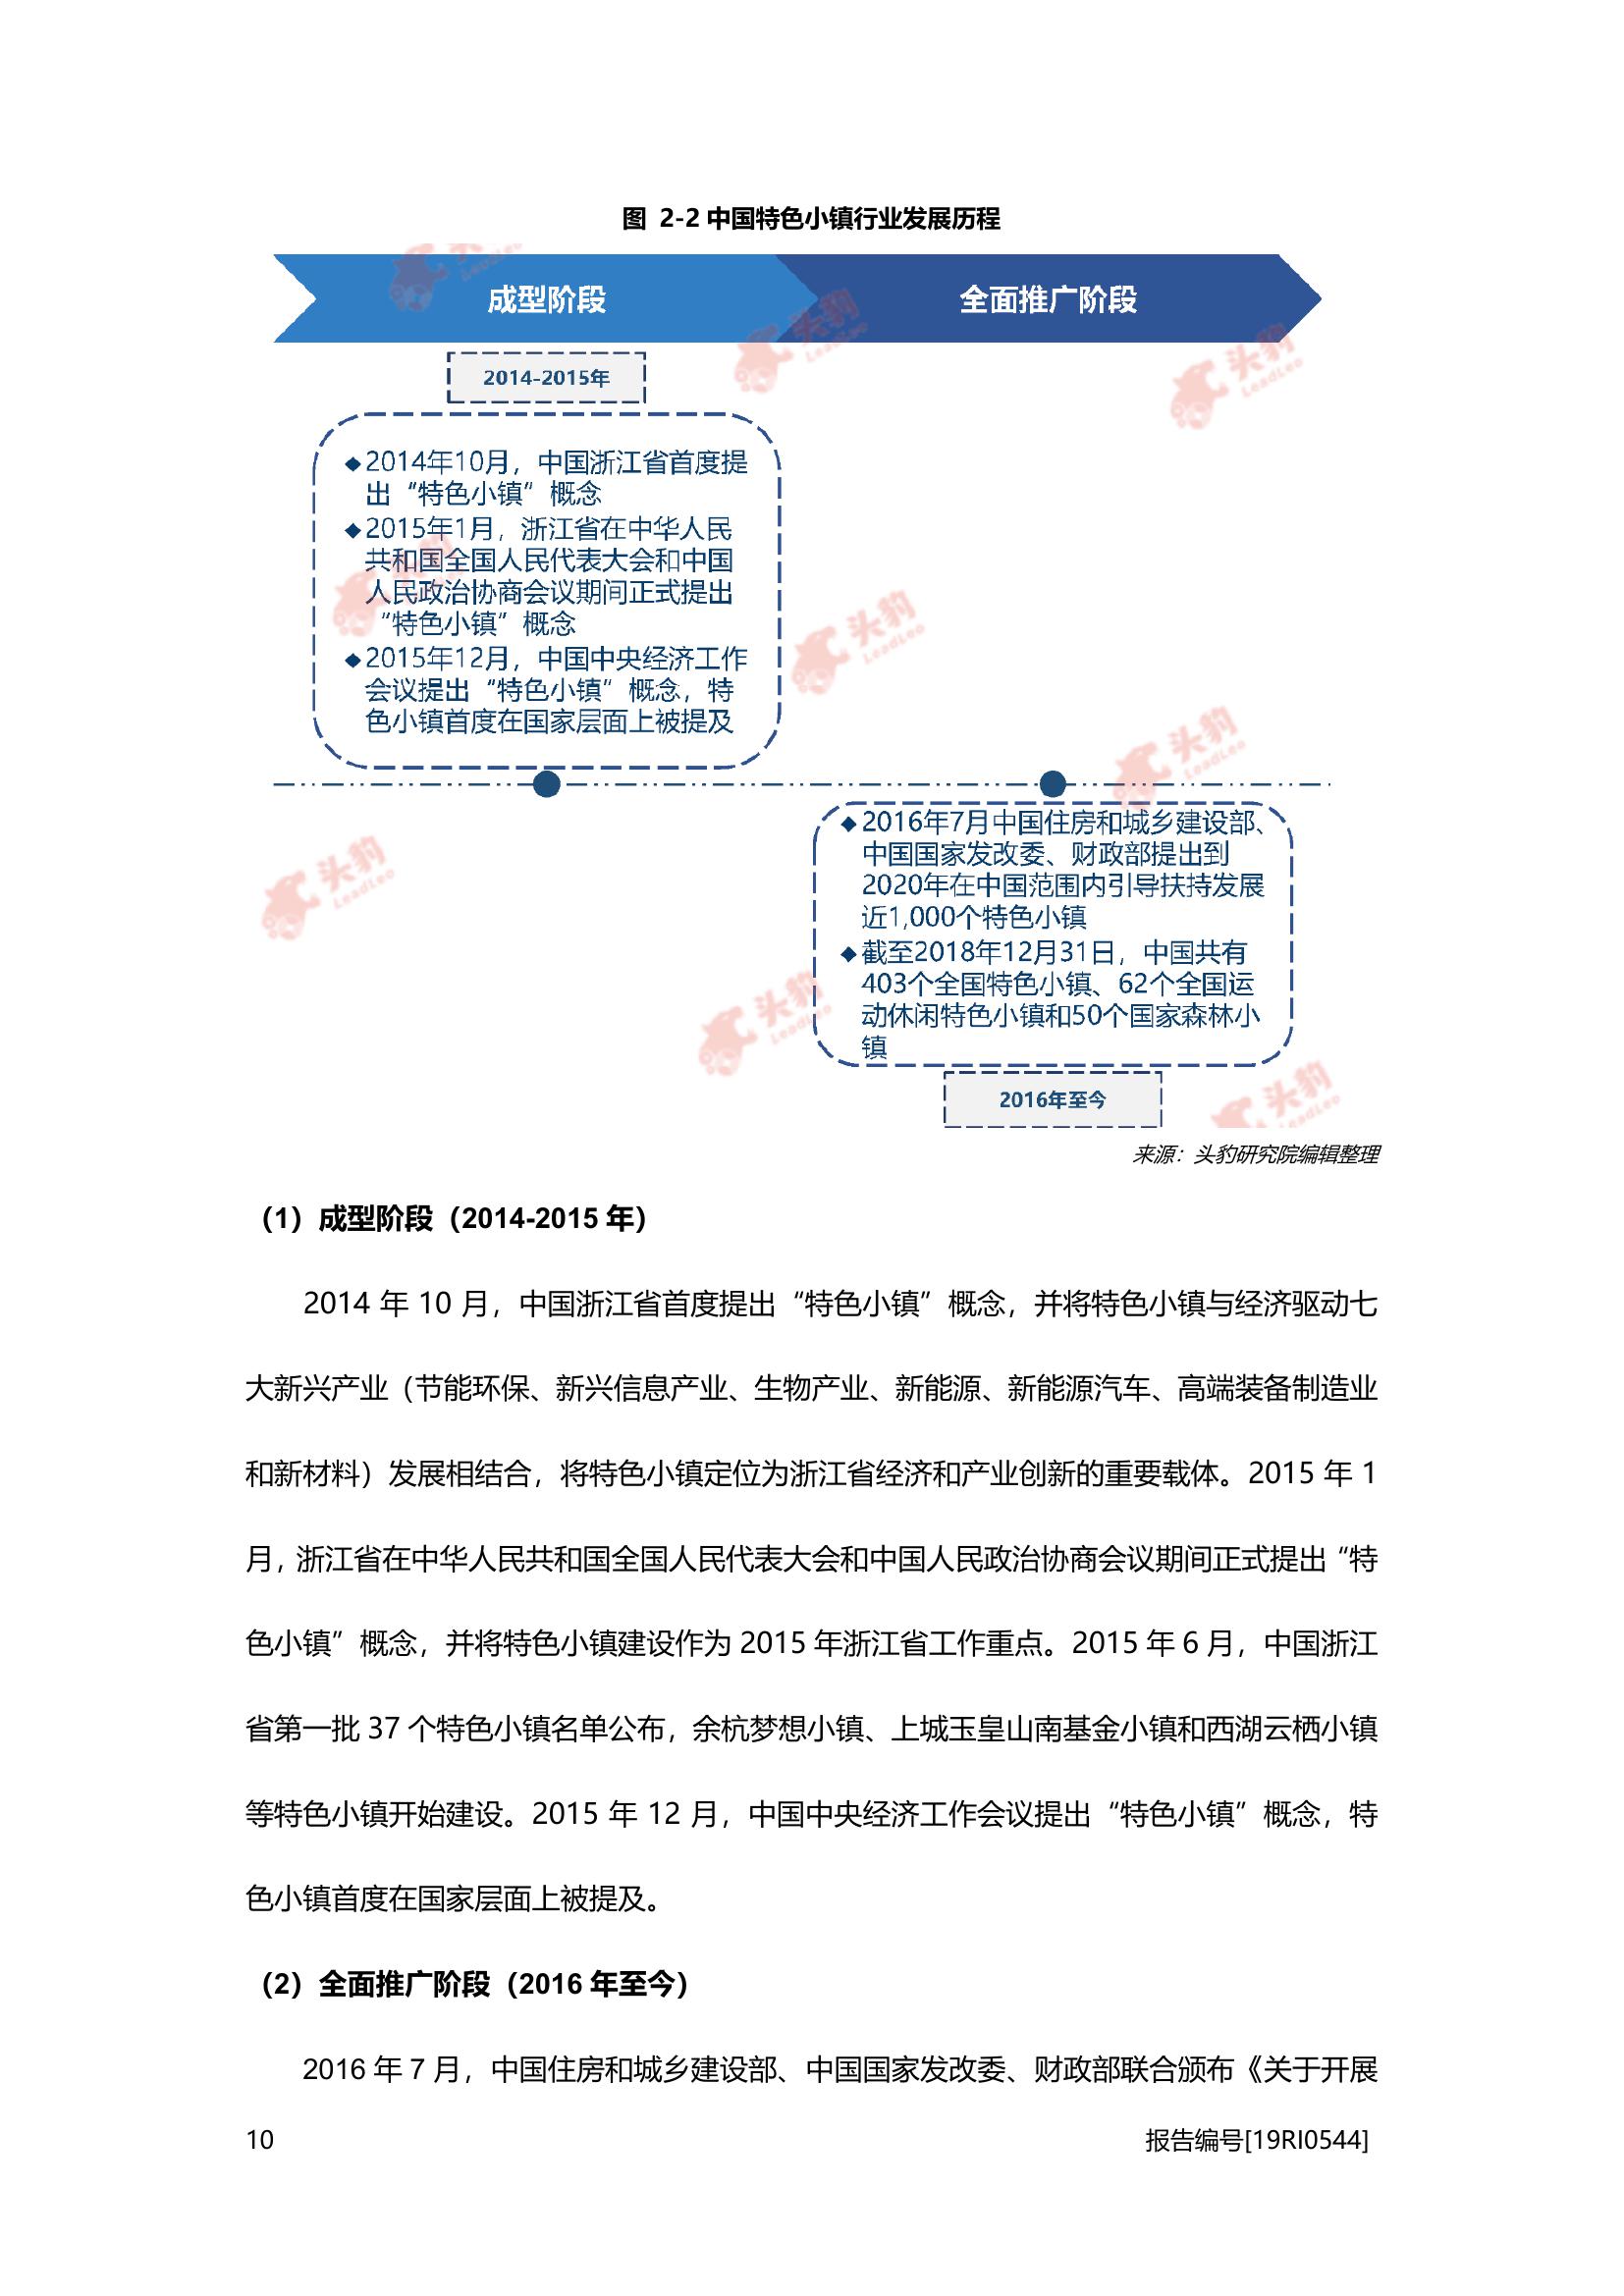 图 2-2 中国特色小镇行业发展历程
成型阶段
全面推广阶段
2014-2015年
◆2014年10月，中国浙江省首度提
出“特色小镇”概念
◆2015年1月，浙江省在中华人民
共和国全国人民代表大会和中国
人民政治协商会议期间正式提出
“特色小镇”概念
◆2015年12月，中国中央经济工作
会议提出“特色小镇”概念，特
色小镇首度在国家层面上被提及
◆2016年7月中国住房和城乡建设部、
中国国家发改委、财政部提出到
2020年在中国范围内引导扶持发展
近1,000个特色小镇
◆截至2018年12月31日，中国共有
403个全国特色小镇、62个全国运
动休闲特色小镇和50个国家森林小
镇
2016年至今
头豹
LeadLeo
来源：头豹研究院编辑整理
（1）成型阶段（2014-2015 年）
2014 年 10 月，中国浙江省首度提出“特色小镇”概念，并将特色小镇与经济驱动七
大新兴产业（节能环保、新兴信息产业、生物产业、新能源、新能源汽车、高端装备制造业
和新材料）发展相结合，将特色小镇定位为浙江省经济和产业创新的重要载体。2015 年 1
月，浙江省在中华人民共和国全国人民代表大会和中国人民政治协商会议期间正式提出“特
色小镇”概念，并将特色小镇建设作为 2015 年浙江省工作重点。2015 年 6 月，中国浙江
省第一批 37 个特色小镇名单公布，余杭梦想小镇、上城玉皇山南基金小镇和西湖云栖小镇
等特色小镇开始建设。2015 年 12 月，中国中央经济工作会议提出“特色小镇”概念，特
色小镇首度在国家层面上被提及。
（2）全面推广阶段（2016 年至今）
2016 年 7 月，中国住房和城乡建设部、中国国家发改委、财政部联合颁布《关于开展
10
报告编号[19RI0544]